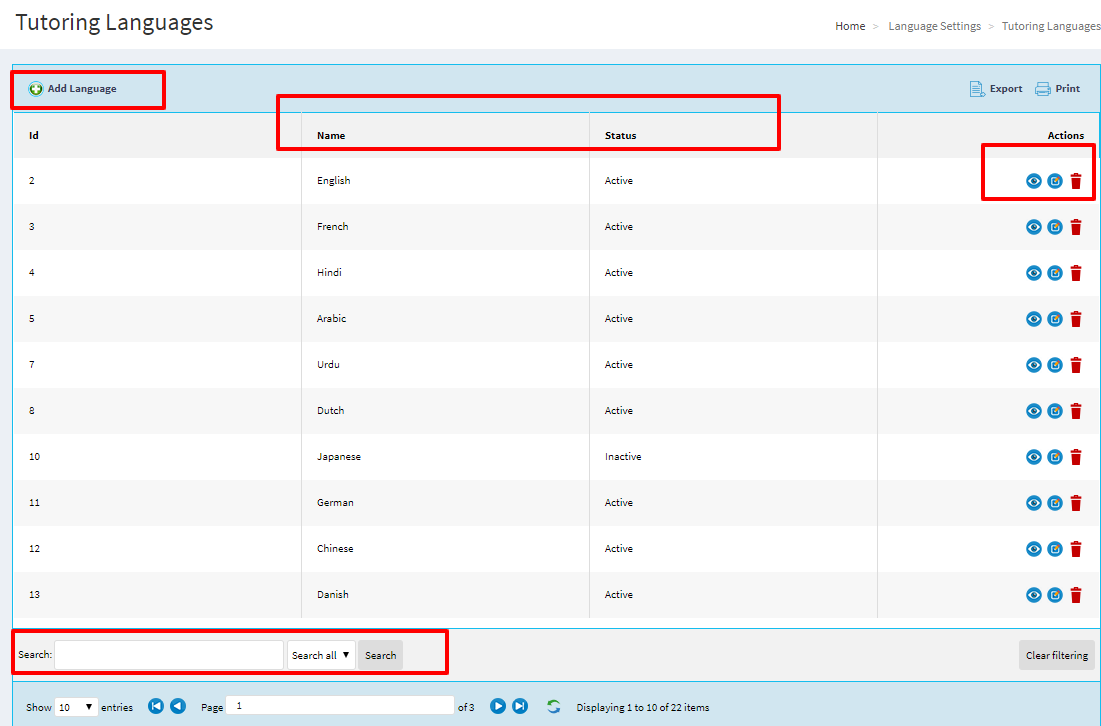 Tutoring Languages
Home > Language Settings > Tutoring Languages
Add Language Export Print
Id Name Status Actions
2 English Active
3 French Active
4 Hindi Active
5 Arabic Active
7 Urdu Active
8 Dutch Active
10 Japanese Inactive
11 German Active
12 Chinese Active
13 Danish Active
Search: Search all ▼ Search Clear filtering
Show 10 ▼ entries Page 1 of 3 Displaying 1 to 10 of 22 items